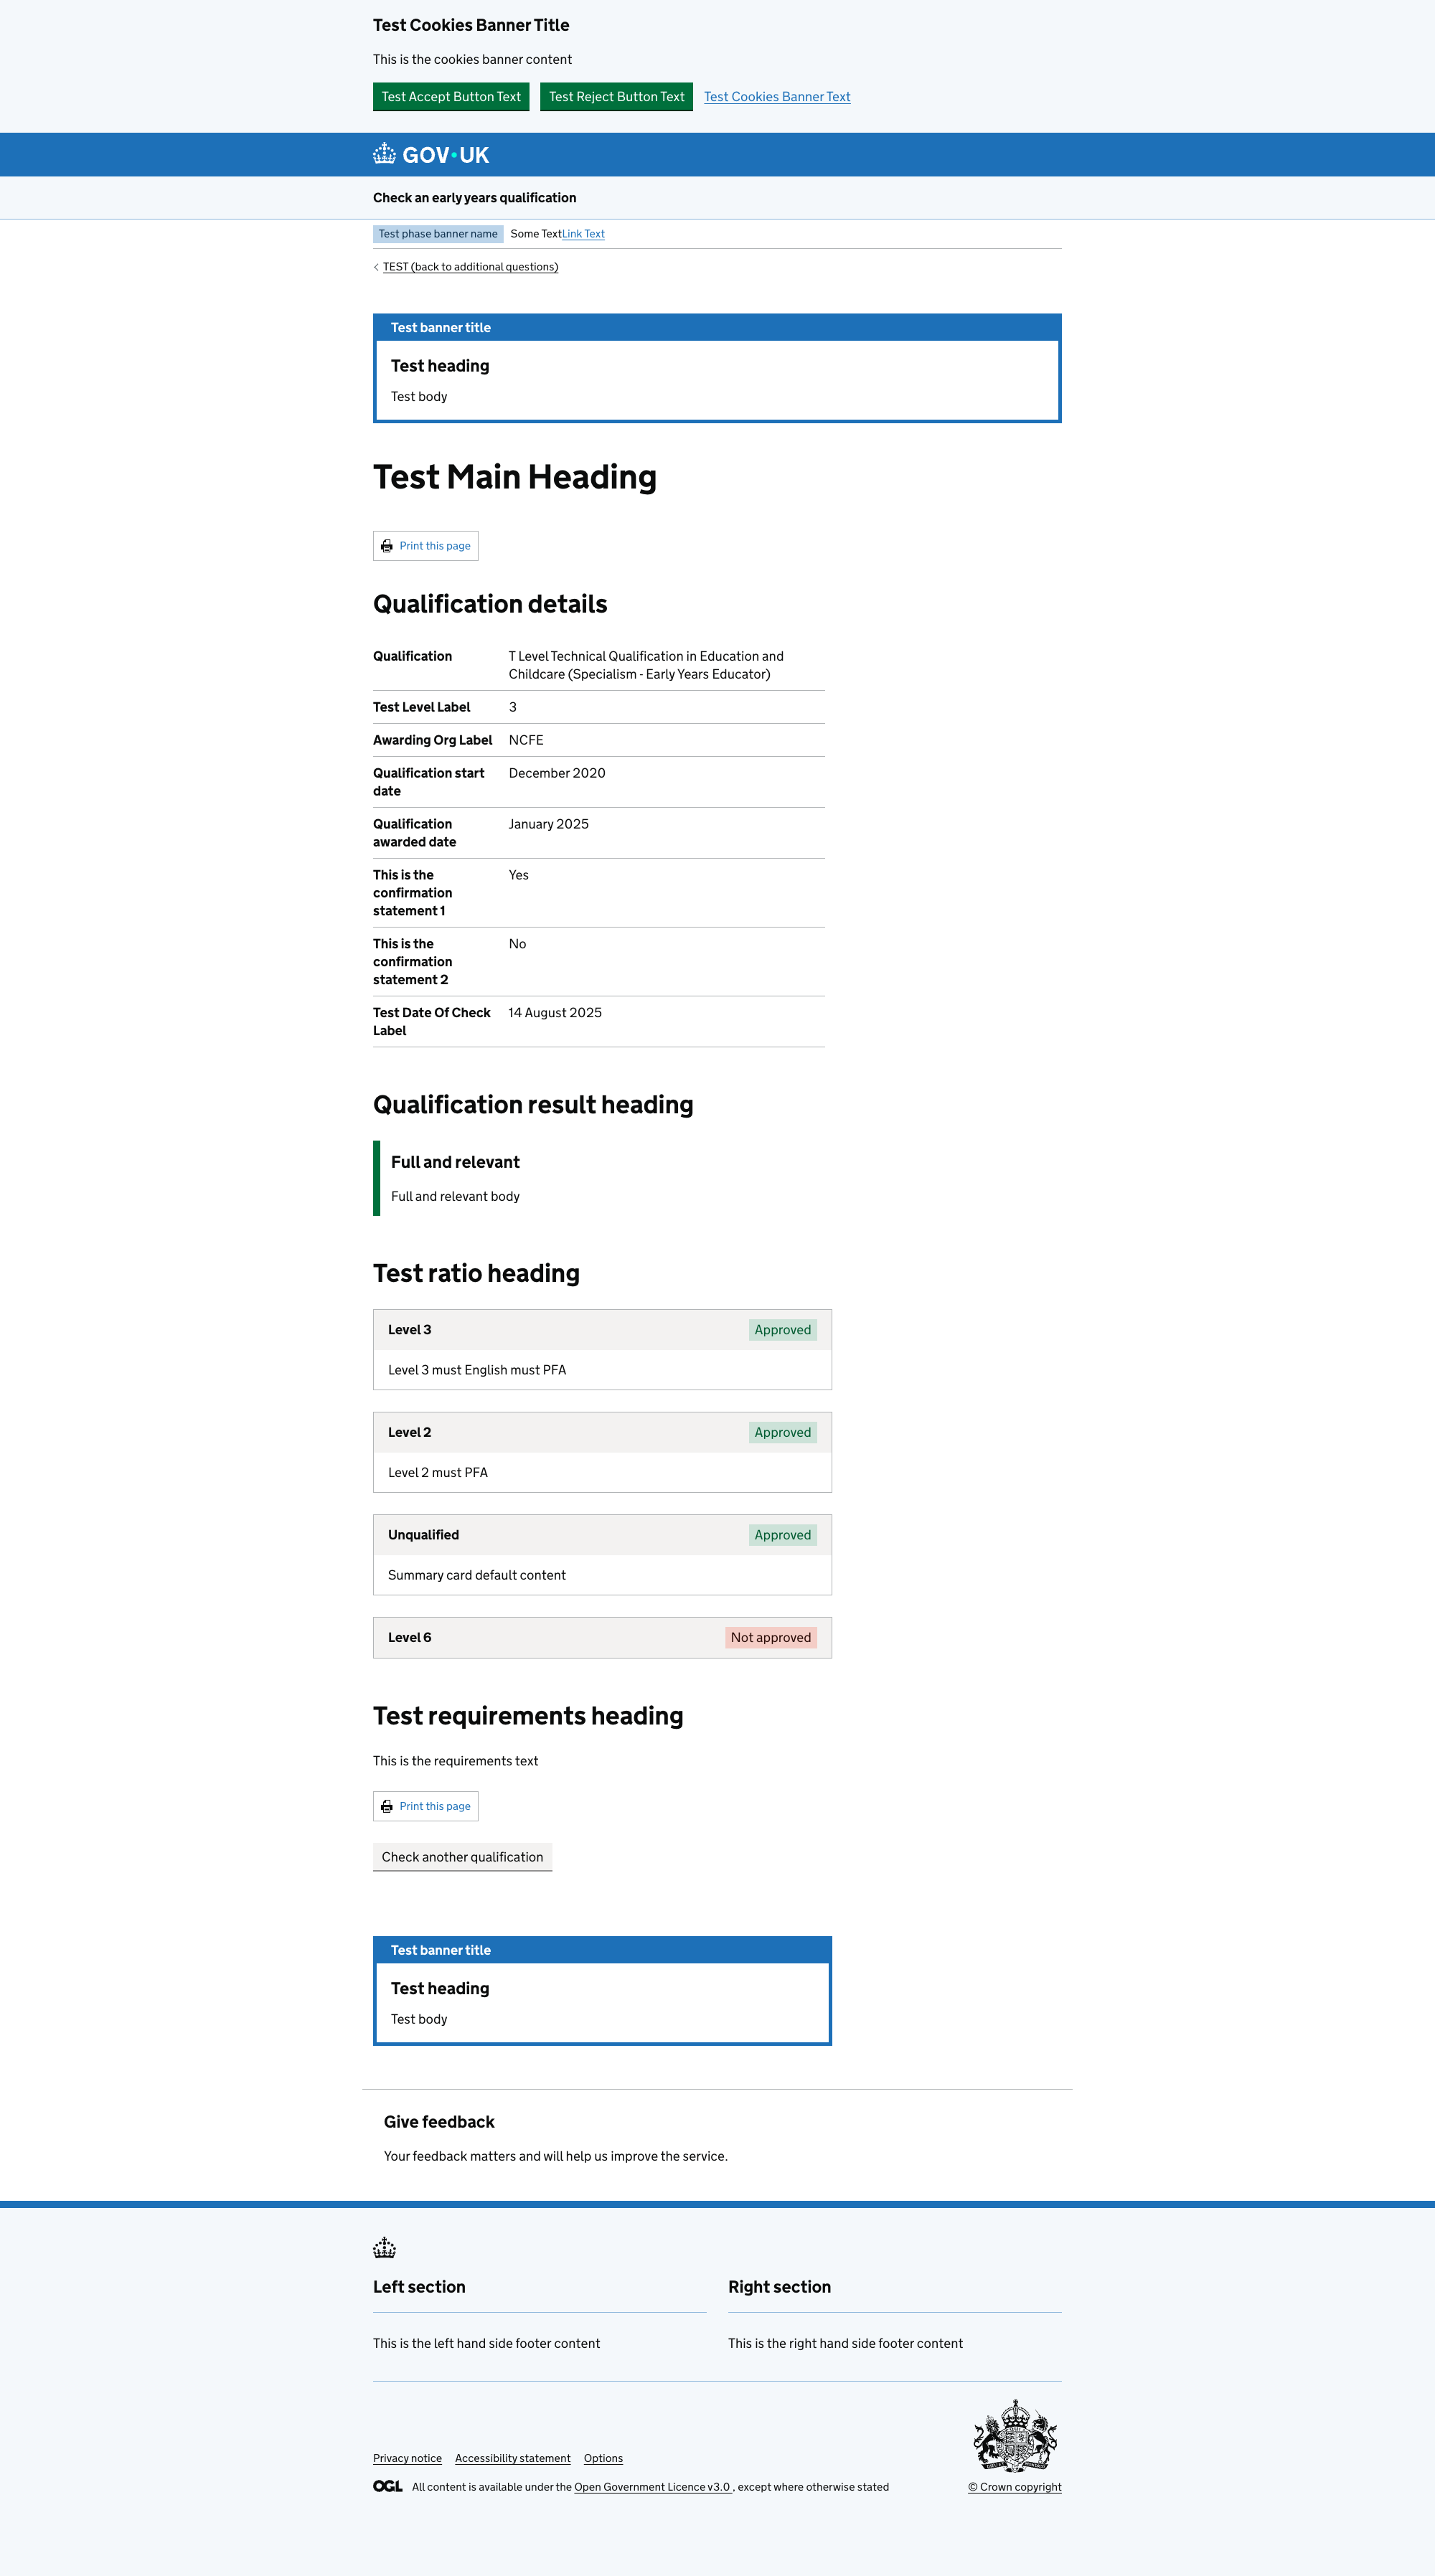 Test Cookies Banner Title
This is the cookies banner content
Test Accept Button Text Test Reject Button Text Test Cookies Banner Text
GOV·UK
Check an early years qualification
Test phase banner name Some TextLink Text
TEST (back to additional questions)
Test banner title
Test heading
Test body
Test Main Heading
Print this page
Qualification details
Qualification T Level Technical Qualification in Education and
Childcare (Specialism - Early Years Educator)
Test Level Label 3
Awarding Org Label NCFE
Qualification start December 2020
date
Qualification January 2025
awarded date
This is the Yes
confirmation
statement 1
This is the No
confirmation
statement 2
Test Date Of Check 14 August 2025
Label
Qualification result heading
Full and relevant
Full and relevant body
Test ratio heading
Level 3 Approved
Level 3 must English must PFA
Level 2 Approved
Level 2 must PFA
Unqualified Approved
Summary card default content
Level 6 Not approved
Test requirements heading
This is the requirements text
Print this page
Check another qualification
Test banner title
Test heading
Test body
Give feedback
Your feedback matters and will help us improve the service.
Left section Right section
This is the left hand side footer content This is the right hand side footer content
Privacy notice Accessibility statement Options
OGL All content is available under the Open Government Licence v3.0 , except where otherwise stated © Crown copyright